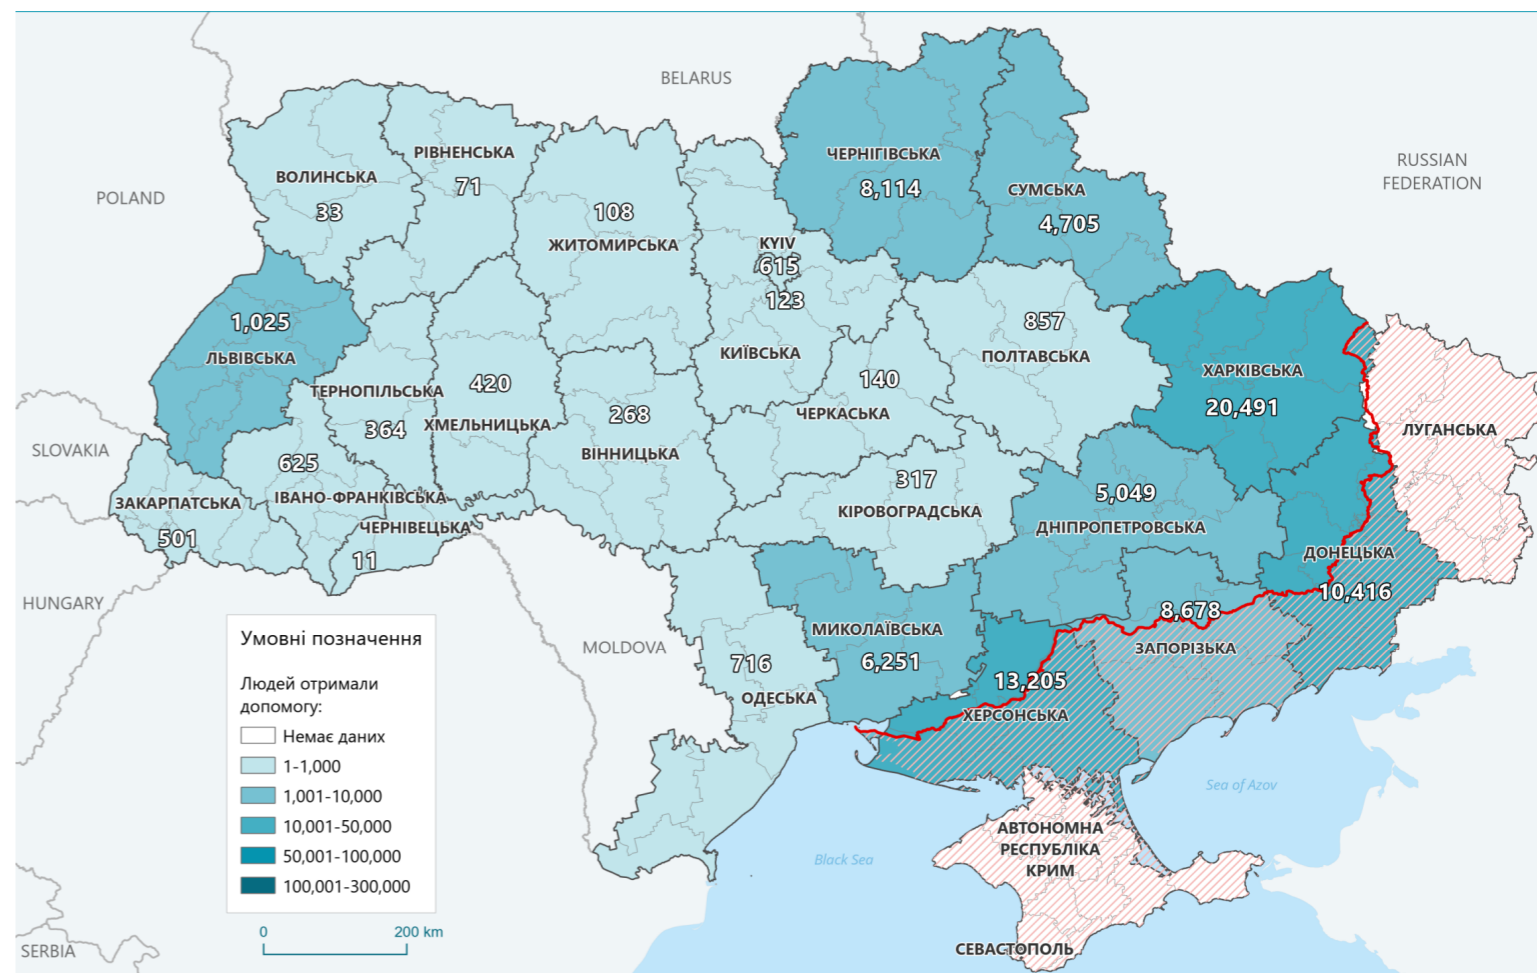 BELARUS
RUSSIAN
FEDERATION
POLAND
SLOVAKIA
HUNGARY
MOLDOVA
SERBIA
ВОЛИНСЬКА
33
РІВНЕНСЬКА
71
108
ЖИТОМИРСЬКА
KYIV
615
123
КИЇВСЬКА
ЧЕРНІГІВСЬКА
8,114
СУМСЬКА
4,705
1,025
ЛЬВІВСЬКА
ТЕРНОПІЛЬСЬКА
364
420
ХМЕЛЬНИЦЬКА
268
ВІННИЦЬКА
140
ЧЕРКАСЬКА
857
ПОЛТАВСЬКА
ХАРКІВСЬКА
20,491
ЛУГАНСЬКА
ЗАКАРПАТСЬКА
501
625
ІВАНО-ФРАНКІВСЬКА
ЧЕРНІВЕЦЬКА
11
317
КІРОВОГРАДСЬКА
5,049
ДНІПРОПЕТРОВСЬКА
ДОНЕЦЬКА
10,416
8,678
ЗАПОРІЗЬКА
МИКОЛАЇВСЬКА
6,251
716
ОДЕСЬКА
13,205
ХЕРСОНСЬКА
АВТОНОМНА
РЕСПУБЛІКА
КРИМ
СЕВАСТОПОЛЬ
Sea of Azov
Black Sea
Умовні позначення
Людей отримали
допомогу:
Немає даних
1-1,000
1,001-10,000
10,001-50,000
50,001-100,000
100,001-300,000
0 200 km